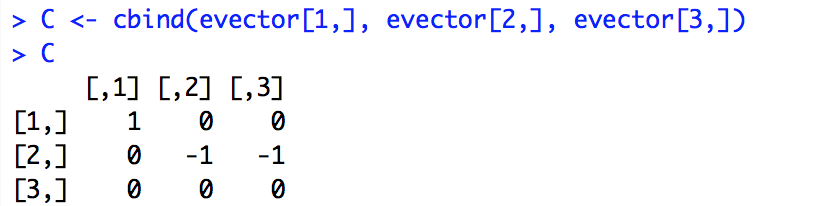 > C <- cbind(evector[1,], evector[2,], evector[3,])
> C
     [,1] [,2] [,3]
[1,]    1    0    0
[2,]    0   -1   -1
[3,]    0    0    0